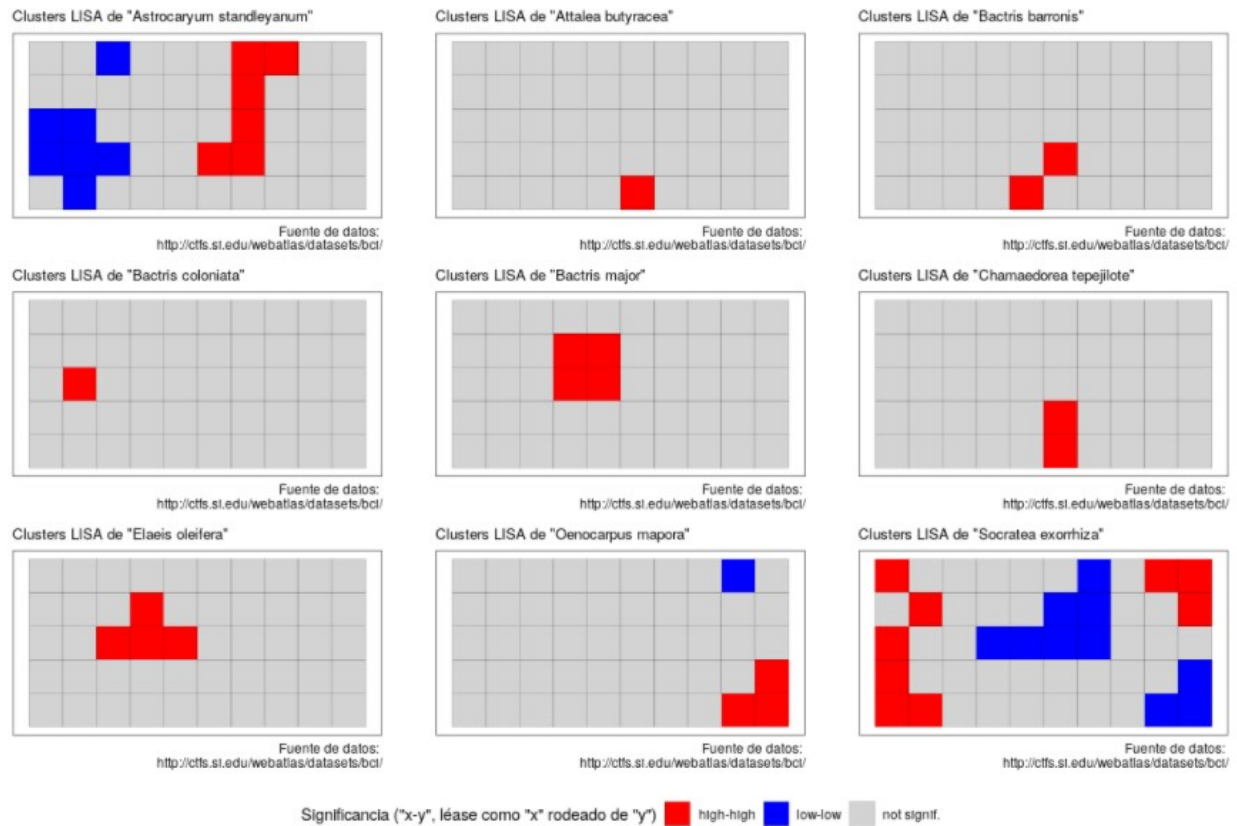 Clusters LISA de "Astrocaryum standleyanum"
Clusters LISA de "Attalea butyracea"
Clusters LISA de "Bactris barronis"
Fuente de datos:
http://ctfs.si.edu/webatlas/datasets/bci/
Fuente de datos:
http://ctfs.si.edu/webatlas/datasets/bci/
Fuente de datos:
http://ctfs.si.edu/webatlas/datasets/bci/
Clusters LISA de "Bactris coloniata"
Clusters LISA de "Bactris major"
Clusters LISA de "Chamaedorea tepejilote"
Fuente de datos:
http://ctfs.si.edu/webatlas/datasets/bci/
Fuente de datos:
http://ctfs.si.edu/webatlas/datasets/bci/
Fuente de datos:
http://ctfs.si.edu/webatlas/datasets/bci/
Clusters LISA de "Elaeis oleifera"
Clusters LISA de "Oenocarpus mapora"
Clusters LISA de "Socratea exorrhiza"
Fuente de datos:
http://ctfs.si.edu/webatlas/datasets/bci/
Fuente de datos:
http://ctfs.si.edu/webatlas/datasets/bci/
Fuente de datos:
http://ctfs.si.edu/webatlas/datasets/bci/
Significancia ("x-y", léase como "x" rodeado de "y") high-high low-low not signif.